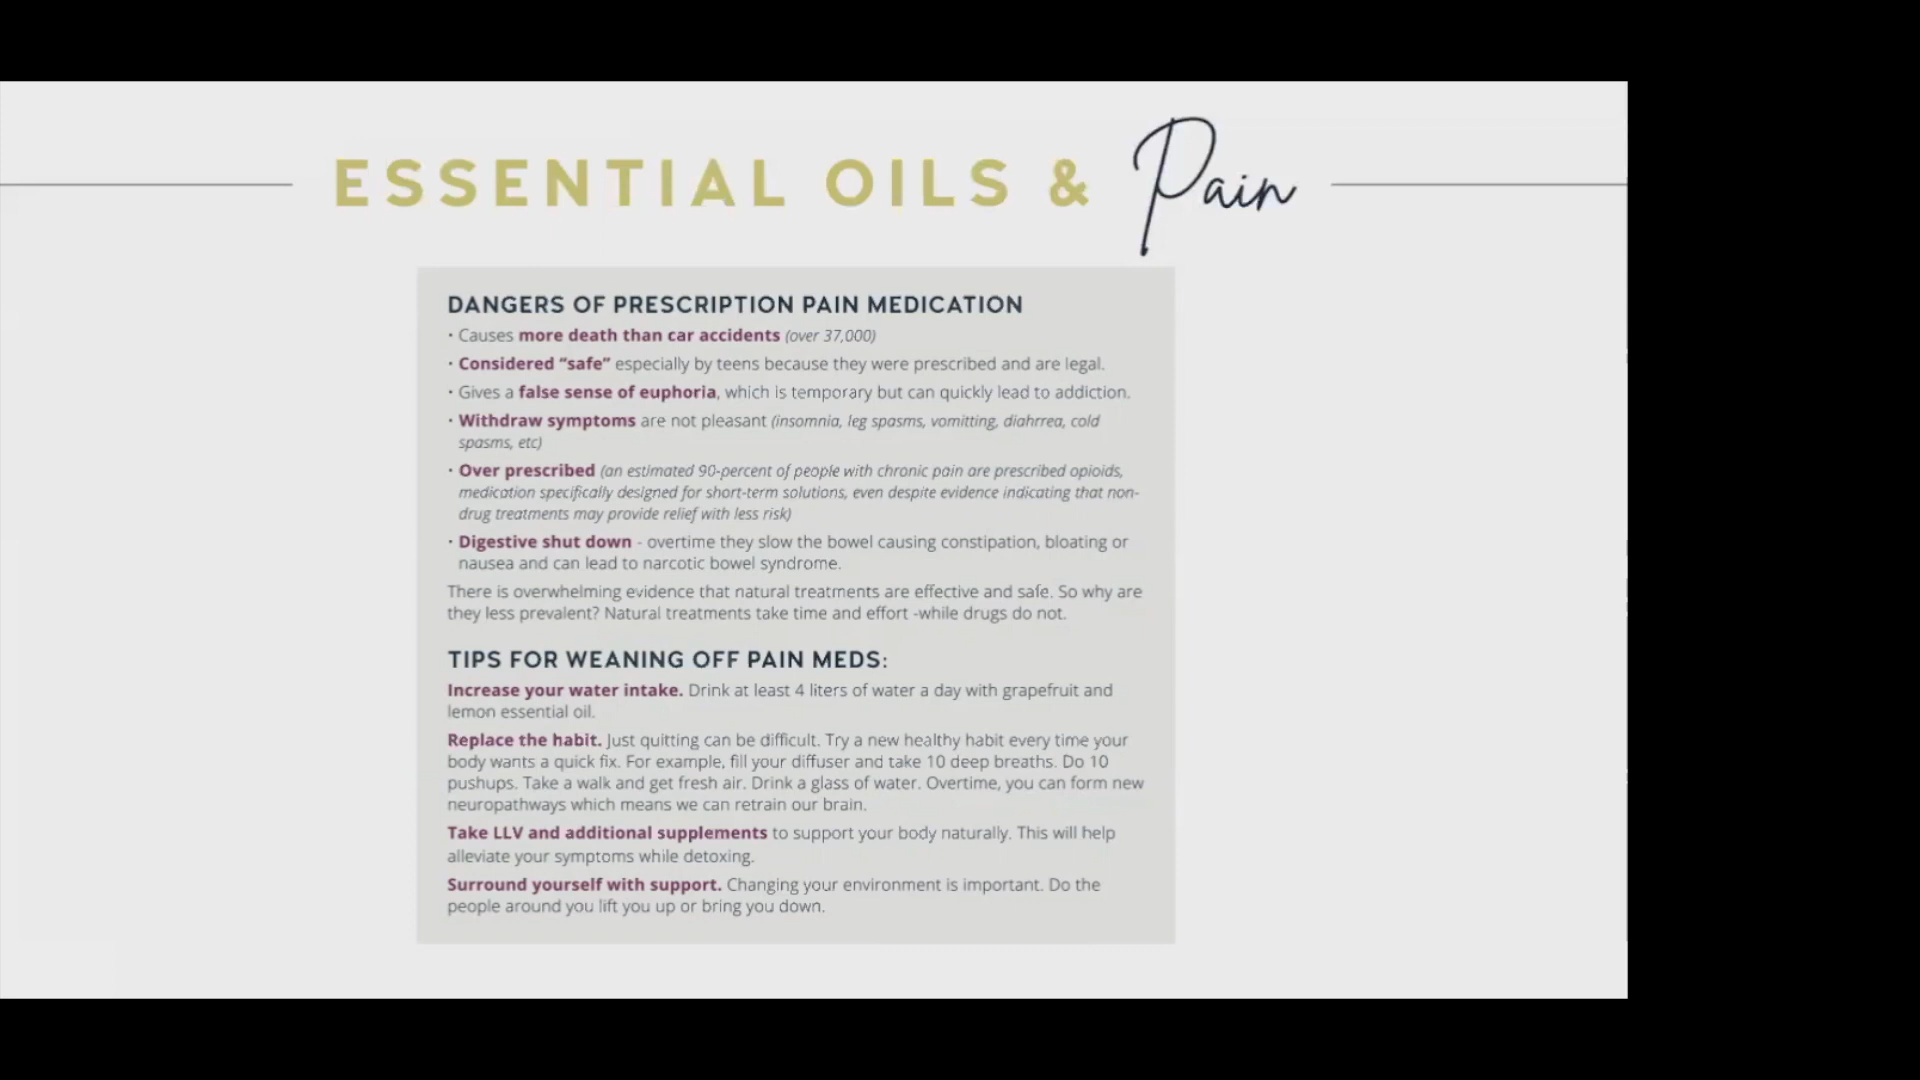 ESSENTIAL OILS & Pain
DANGERS OF PRESCRIPTION PAIN MEDICATION
· Causes more death than car accidents (over 37,000)
· Considered “safe” especially by teens because they were prescribed and are legal.
· Gives a false sense of euphoria, which is temporary but can quickly lead to addiction.
· Withdraw symptoms are not pleasant (insomnia, leg spasms, vomitting, diahrrea, cold
spasms, etc)
· Over prescribed (an estimated 90-percent of people with chronic pain are prescribed opioids,
medication specifically designed for short-term solutions, even despite evidence indicating that non-
drug treatments may provide relief with less risk)
· Digestive shut down - overtime they slow the bowel causing constipation, bloating or
nausea and can lead to narcotic bowel syndrome.
There is overwhelming evidence that natural treatments are effective and safe. So why are
they less prevalent? Natural treatments take time and effort -while drugs do not.
TIPS FOR WEANING OFF PAIN MEDS:
Increase your water intake. Drink at least 4 liters of water a day with grapefruit and
lemon essential oil.
Replace the habit. Just quitting can be difficult. Try a new healthy habit every time your
body wants a quick fix. For example, fill your diffuser and take 10 deep breaths. Do 10
pushups. Take a walk and get fresh air. Drink a glass of water. Overtime, you can form new
neuropathways which means we can retrain our brain.
Take LLV and additional supplements to support your body naturally. This will help
alleviate your symptoms while detoxing.
Surround yourself with support. Changing your environment is important. Do the
people around you lift you up or bring you down.